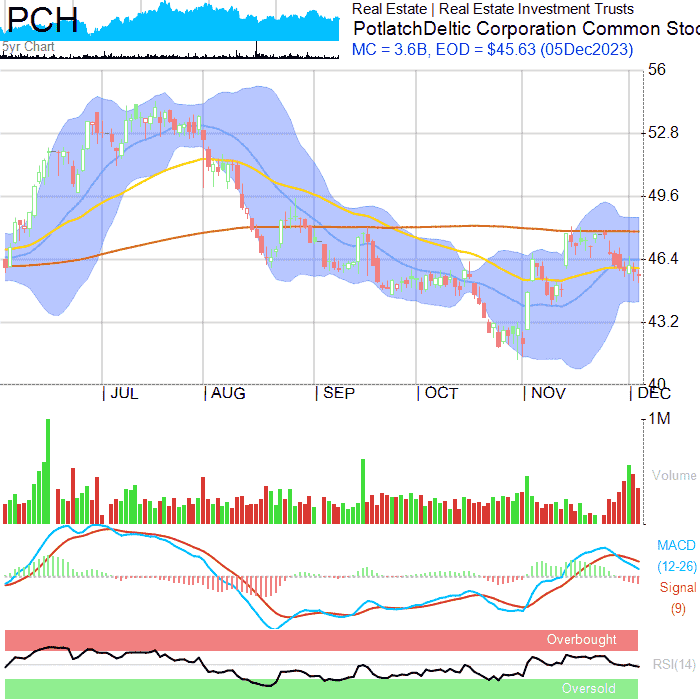 PCH
5yr Chart
Real Estate | Real Estate Investment Trusts
PotlatchDeltic Corporation Common Stoc
MC = 3.6B, EOD = $45.63 (05Dec2023)
56
52.8
49.6
46.4
43.2
40
JUL AUG SEP OCT NOV DEC
1M
Volume
MACD
(12-26)
Signal
(9)
Overbought
RSI(14)
Oversold